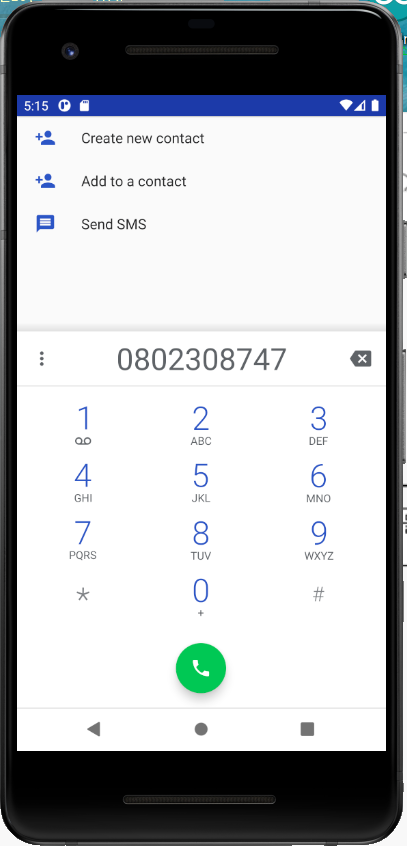 5:15
Create new contact
Add to a contact
Send SMS
0802308747
1 2 3
ABC DEF
4 5 6
GHI JKL MNO
7 8 9
PQRS TUV WXYZ
* 0 #
+